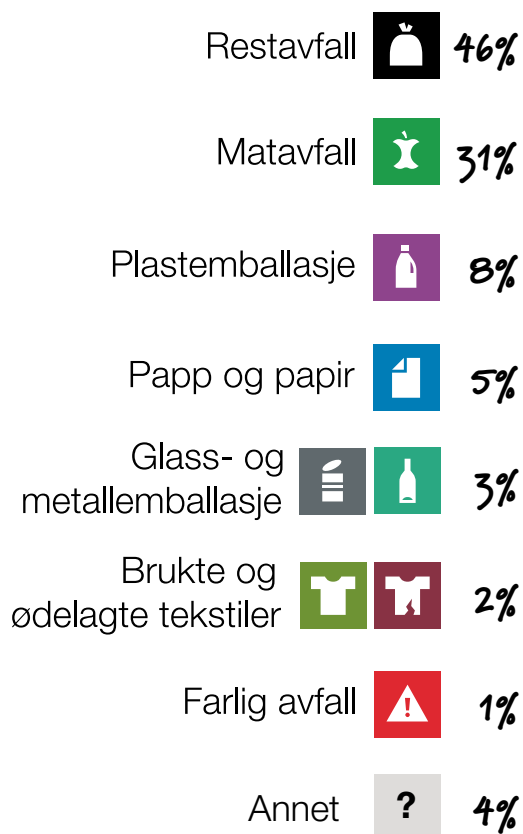 Restavfall 46%
Matavfall 31%
Plastemballasje 8%
Papp og papir 5%
Glass- og
metallemballasje 3%
Brukte og
ødelagte tekstiler 2%
Farlig avfall ! 1%
Annet ? 4%